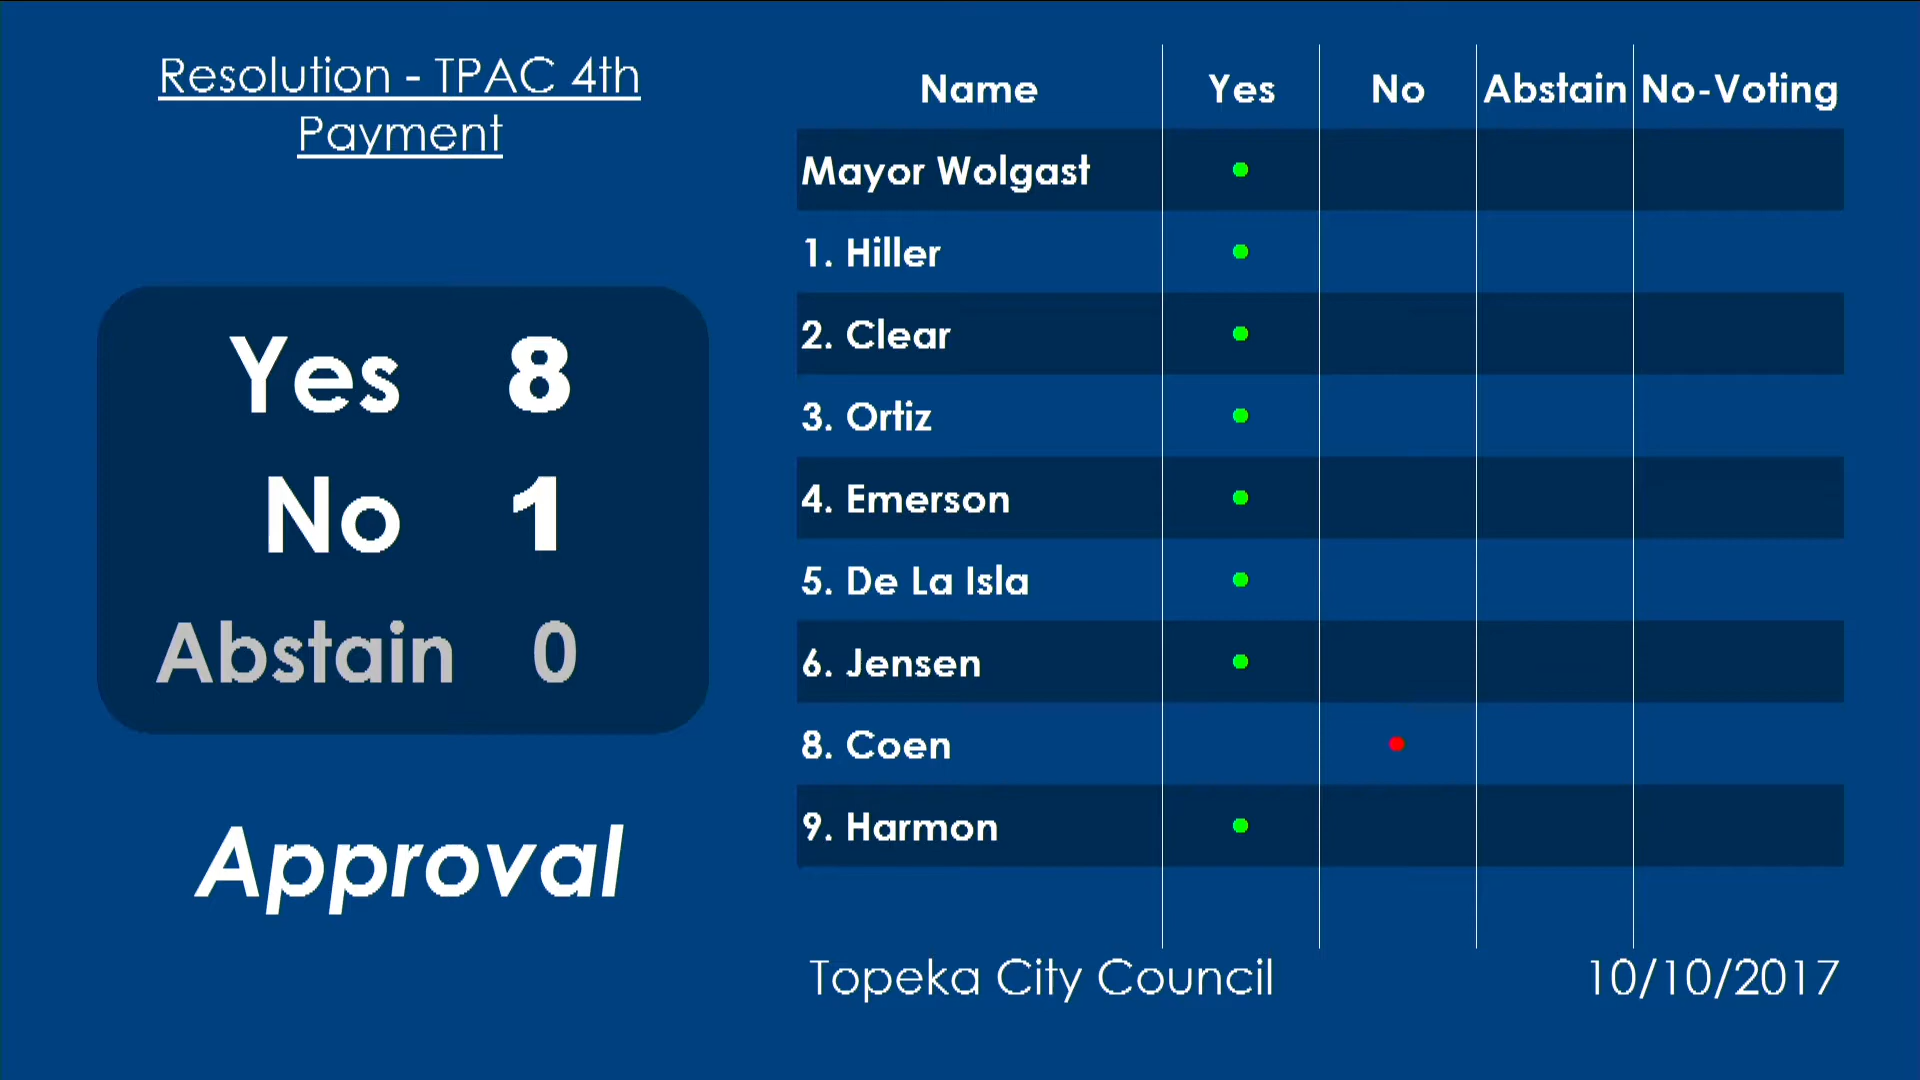 Resolution - TPAC 4th
Payment
Yes 8
No 1
Abstain 0
Approval
Name Yes No Abstain No-Voting
Mayor Wolgast
1. Hiller
2. Clear
3. Ortiz
4. Emerson
5. De La Isla
6. Jensen
8. Coen
9. Harmon
Topeka City Council 10/10/2017